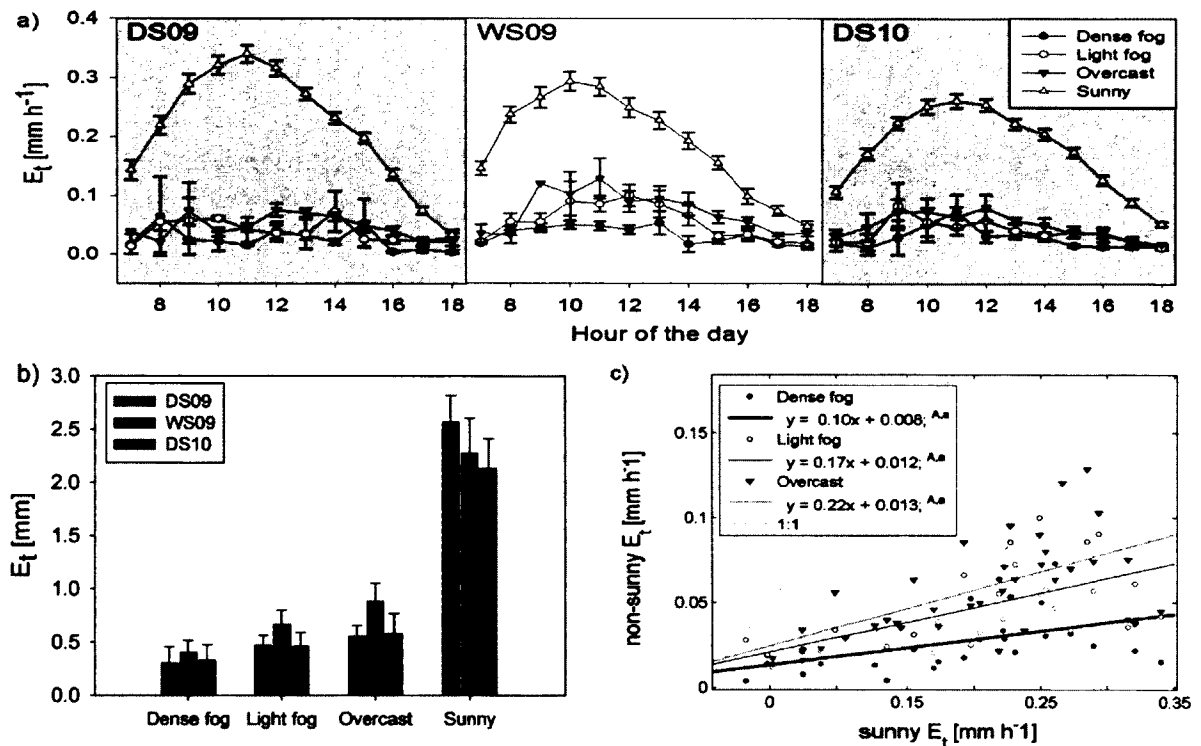 a)
DS09
WS09
DS10
Dense fog
Light fog
Overcast
Sunny
Et [mm h-1]
0.4
0.3
0.2
0.1
0.0
8 10 12 14 16 18
8 10 12 14 16 18
8 10 12 14 16 18
Hour of the day
b)
Et [mm]
3.0
2.5
2.0
1.5
1.0
0.5
0.0
DS09
WS09
DS10
Dense fog
Light fog
Overcast
Sunny
c)
non-sunny Et [mm h-1]
0.15
0.1
0.05
0
Dense fog
y = 0.10x + 0.008; A,a
Light fog
y = 0.17x + 0.012; A,a
Overcast
y = 0.22x + 0.013; A,a
1:1
0 0.15 0.25 0.35
sunny Et [mm h-1]